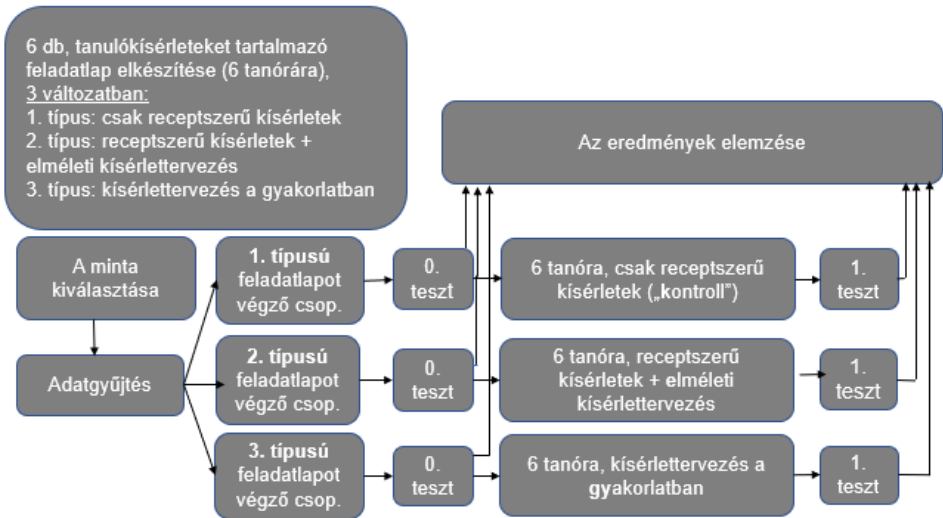 6 db, tanulókísérleteket tartalmazó
feladatlap elkészítése (6 tanórára),
3 változatban:
1. típus: csak receptszerű kísérletek
2. típus: receptszerű kísérletek +
elméleti kísérlettervezés
3. típus: kísérlettervezés a gyakorlatban
Az eredmények elemzése
A minta
kiválasztása
Adatgyűjtés
1. típusú
feladatlapot
végző csop.
0.
teszt
6 tanóra, csak receptszerű
kísérletek („kontroll”)
1.
teszt
2. típusú
feladatlapot
végző csop.
0.
teszt
6 tanóra, receptszerű
kísérletek + elméleti
kísérlettervezés
1.
teszt
3. típusú
feladatlapot
végző csop.
0.
teszt
6 tanóra, kísérlettervezés a
gyakorlatban
1.
teszt